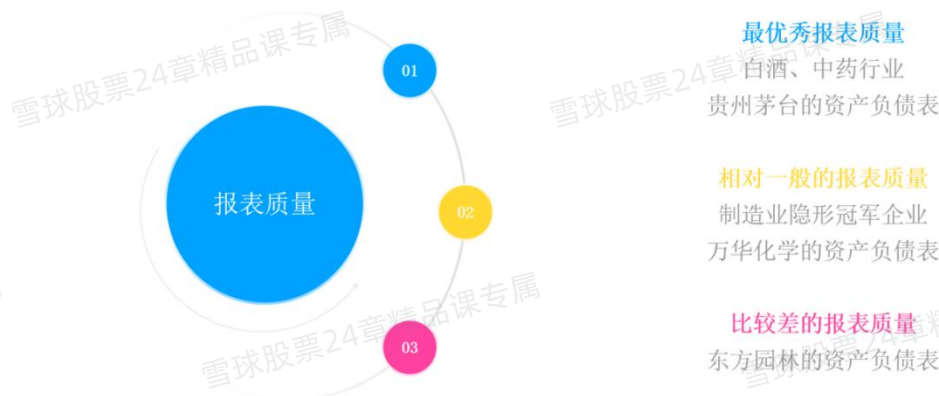 雪球股票24章精品课专属
雪球股票24章精品课专属
01
最优秀报表质量
白酒、中药行业
贵州茅台的资产负债表
报表质量
02
相对一般的报表质量
制造业隐形冠军企业
万华化学的资产负债表
雪球股票24章精品课专属
03
比较差的报表质量
东方园林的资产负债表
雪球股票24章精